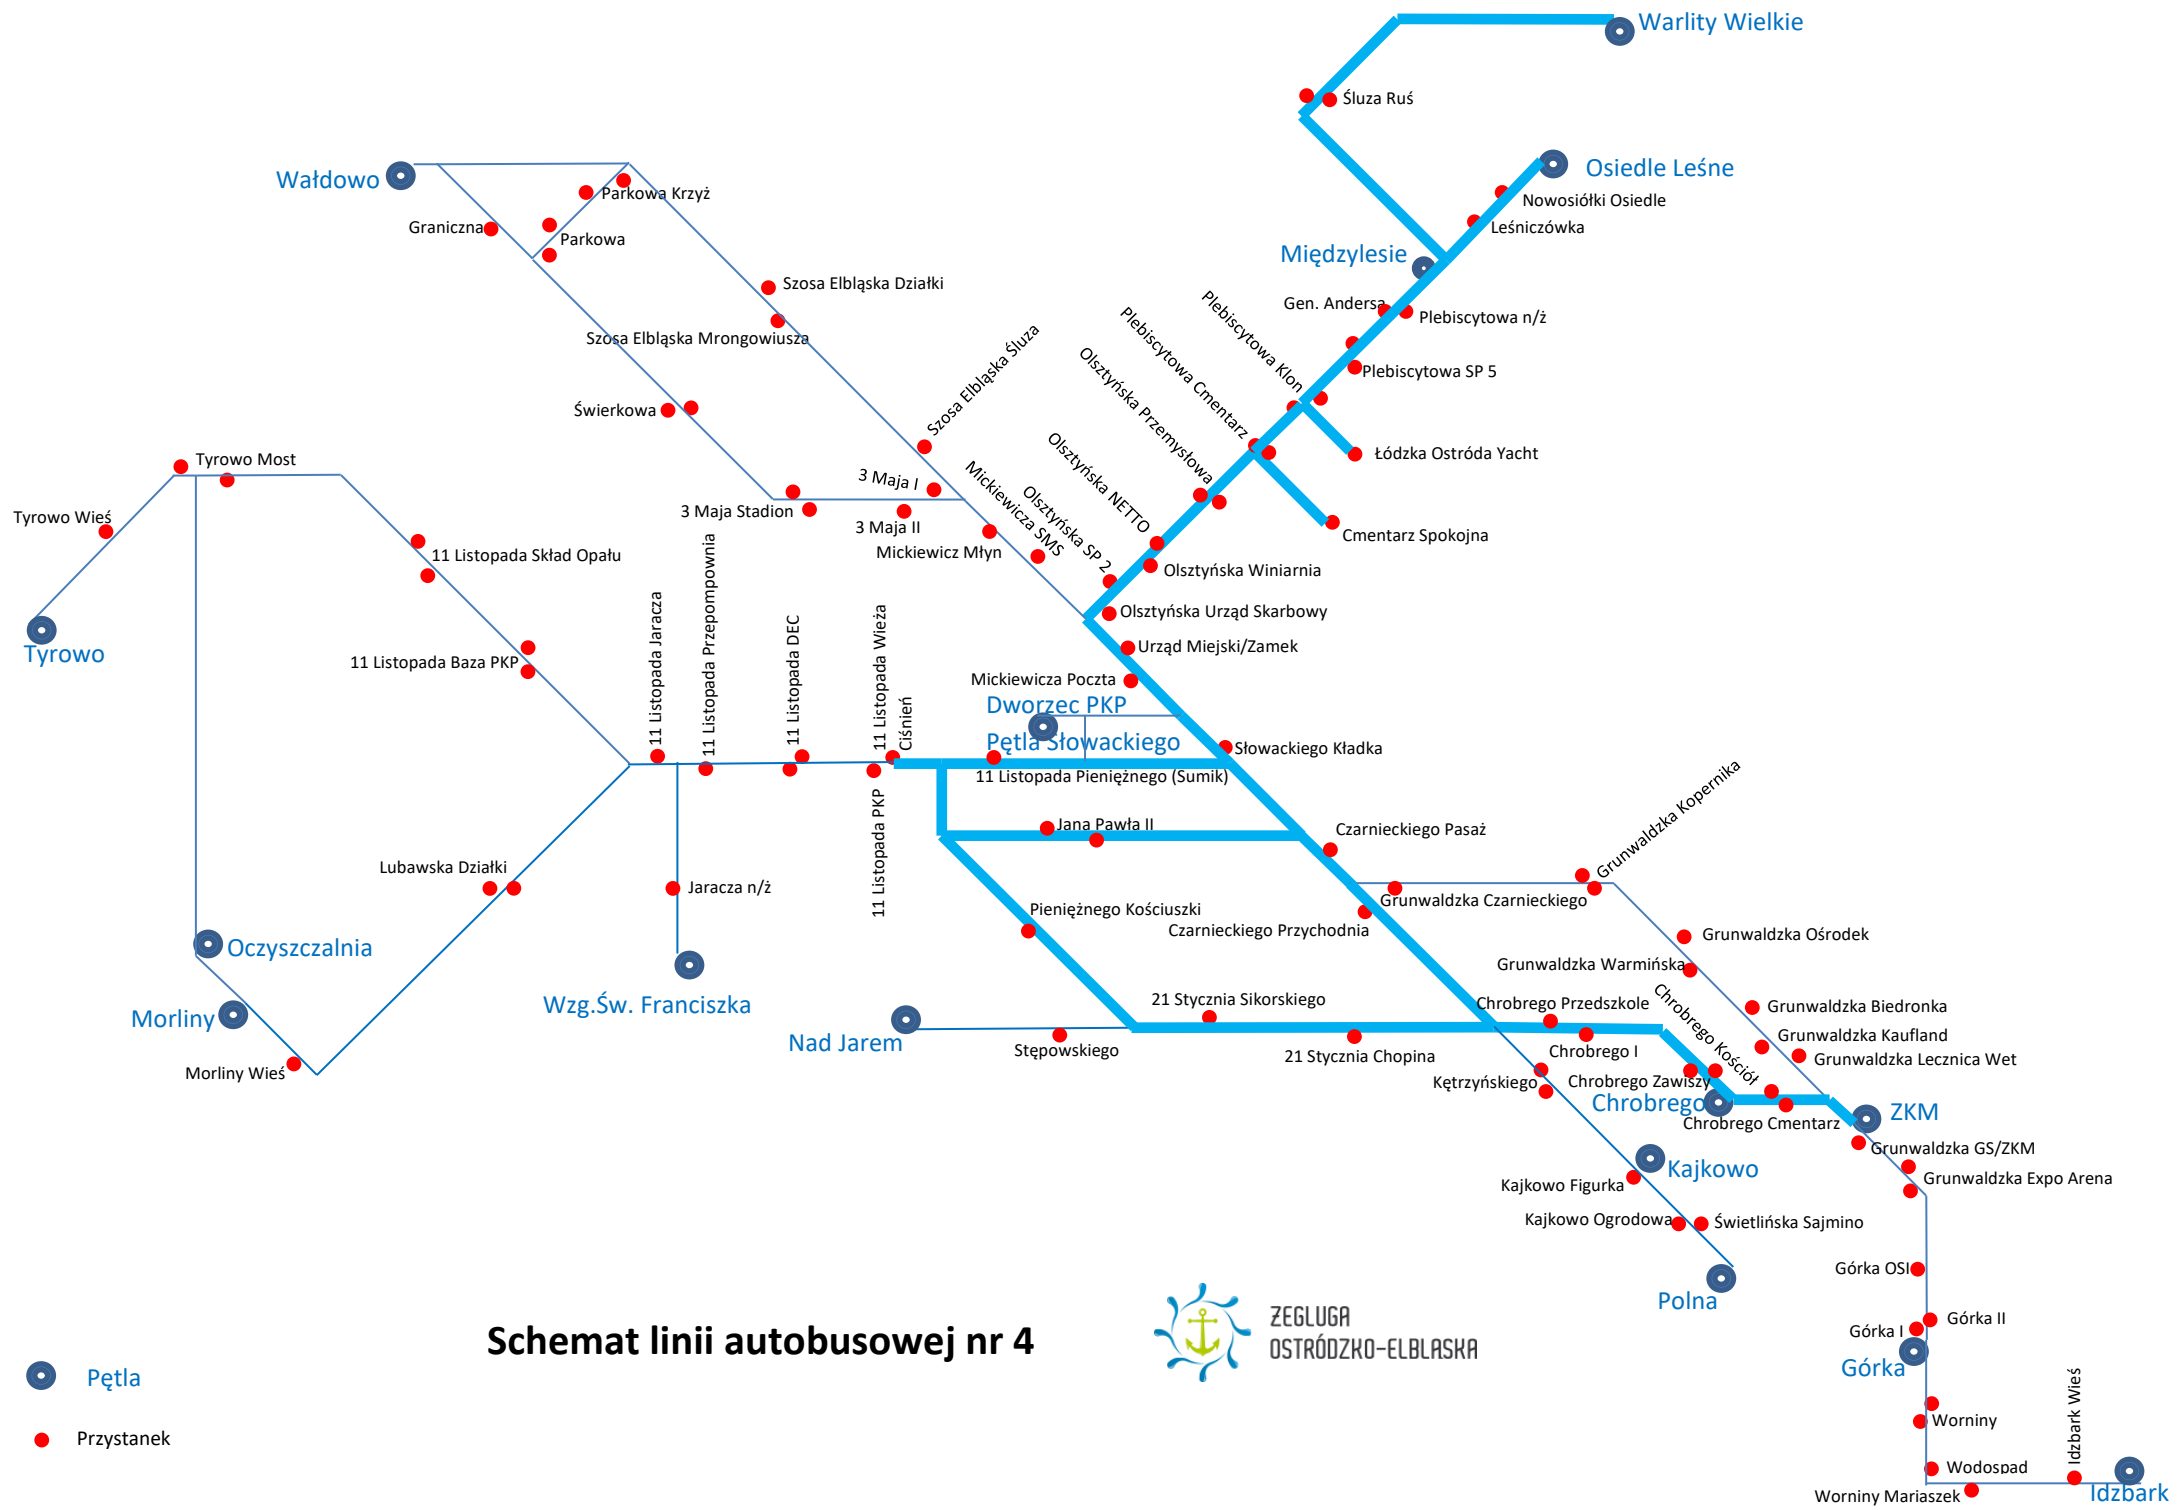 Warlity Wielkie
Śluza Ruś
Osiedle Leśne
Wałdowo
Parkowa Krzyż
Nowosiółki Osiedle
Graniczna
Parkowa
Leśniczówka
Międzylesie
Szosa Elbląska Działki
Gen. Andersa
Plebiscytowa n/ż
Szosa Elbląska Mrongowiusza
Szosa Elbląska Śluza
Plebiscytowa Klon
Plebiscytowa Cmentarz
Olsztyńska Przemysłowa
Plebiscytowa SP 5
Świerkowa
Olsztyńska NETTO
Łódzka Ostróda Yacht
Tyrowo Most
3 Maja I
Mickiewicza SMS
Olsztyńska SP 2
Tyrowo Wieś
3 Maja Stadion
3 Maja II
Cmentarz Spokojna
11 Listopada Skład Opału
Mickiewicz Młyn
Olsztyńska Winiarnia
11 Listopada Jaracza
11 Listopada Przepompownia
11 Listopada DEC
11 Listopada Wieża
Ciśnień
Olsztyńska Urząd Skarbowy
Tyrowo
11 Listopada Baza PKP
Urząd Miejski/Zamek
Mickiewicza Poczta
Dworzec PKP
Pętla Słowackiego
Słowackiego Kładka
11 Listopada Pieniężnego (Sumik)
Grunwaldzka Kopernika
11 Listopada PKP
Jana Pawła II
Czarnieckiego Pasaż
Lubawska Działki
Jaracza n/ż
Pieniężnego Kościuszki
Grunwaldzka Czarnieckiego
Czarnieckiego Przychodnia
Grunwaldzka Ośrodek
Oczyszczalnia
Grunwaldzka Warmińska
Wzg.Św. Franciszka
21 Stycznia Sikorskiego
Chrobrego Przedszkole
Chrobrego Kościół
Grunwaldzka Biedronka
Morliny
Nad Jarem
Stępowskiego
21 Stycznia Chopina
Chrobrego I
Grunwaldzka Kaufland
Grunwaldzka Lecznica Wet
Morliny Wieś
Kętrzyńskiego
Chrobrego Zawiszy
Chrobrego
ZKM
Chrobrego Cmentarz
Grunwaldzka GS/ZKM
Kajkowo
Grunwaldzka Expo Arena
Kajkowo Figurka
Kajkowo Ogrodowa
Świetlińska Sajmino
Górka OSI
Polna
Górka II
Górka I
Górka
Schemat linii autobusowej nr 4
ŻEGLUGA
OSTRÓDZKO-ELBLASKA
Pętla
Przystanek
Worniny
Idzbark Wieś
Wodospad
Worniny Mariaszek
Idzbark